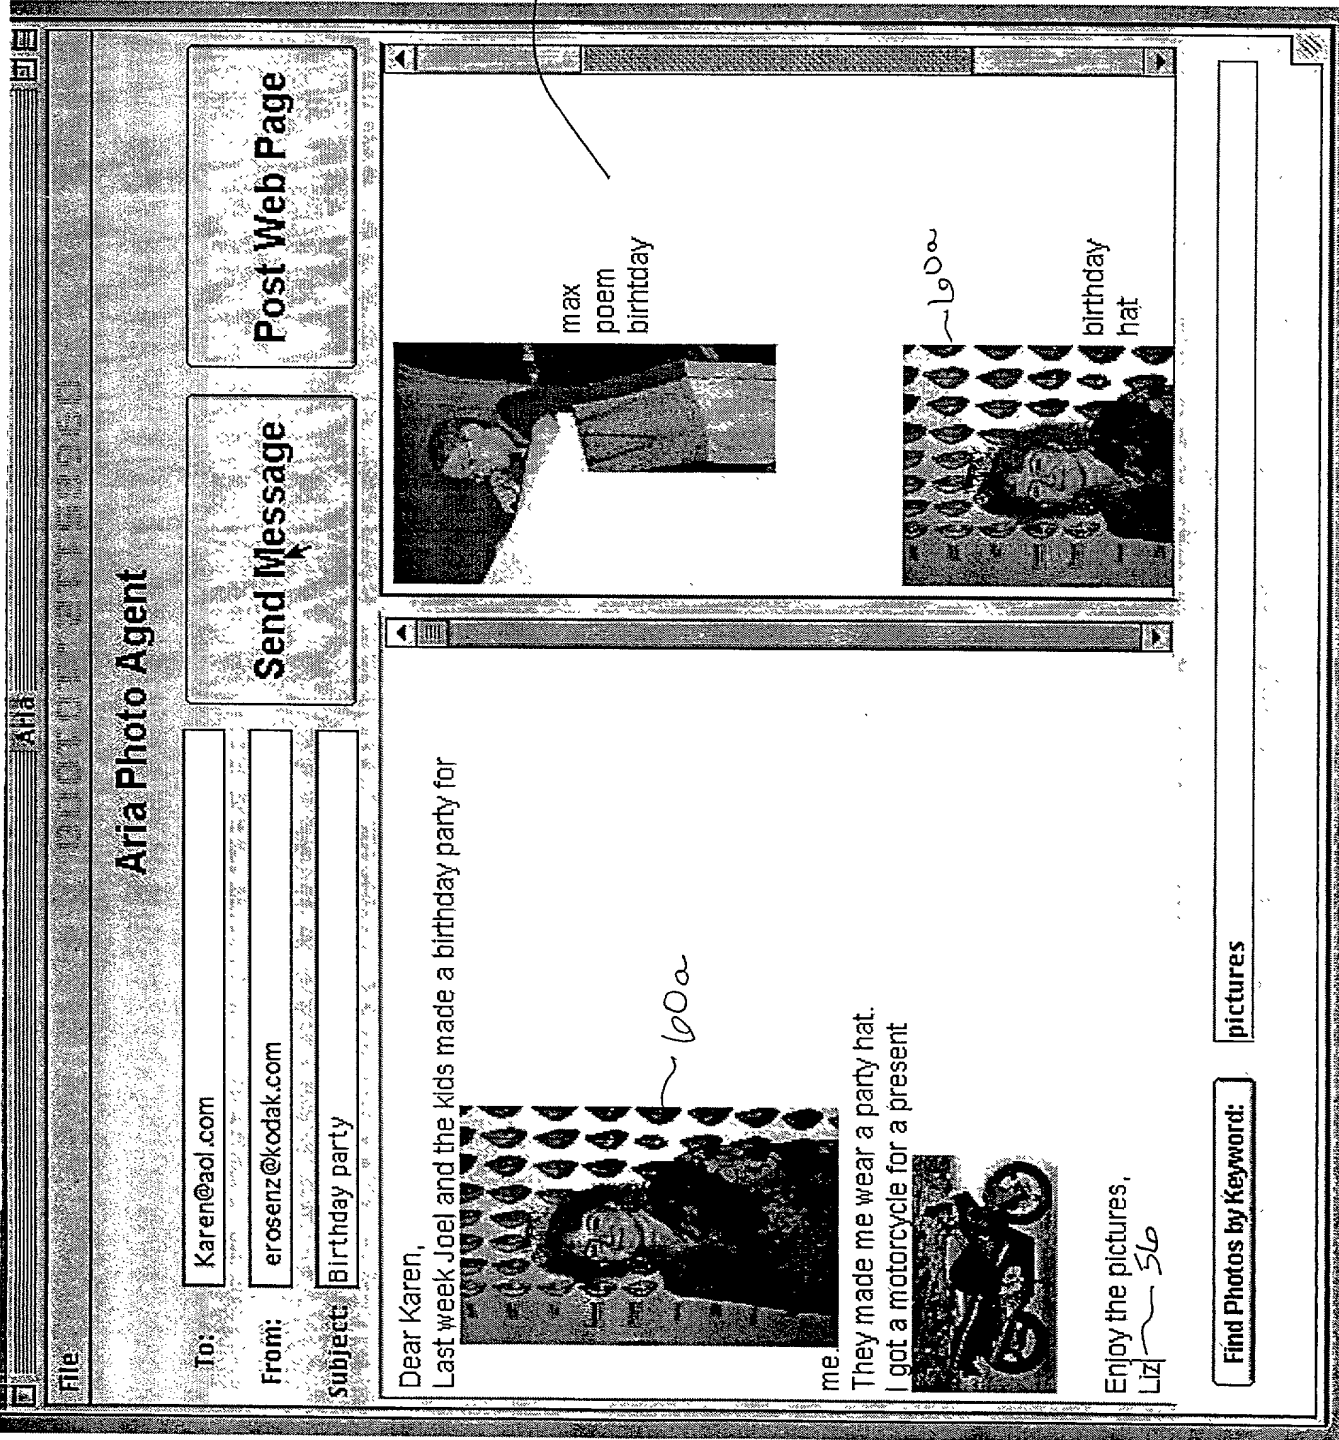 Aria
File
Aria Photo Agent
To: Karen@aol.com
From: erosenz@kodak.com
Subject: Birthday party
Send Message
Post Web Page
Dear Karen,
Last week Joel and the kids made a birthday party for
60a
me.
They made me wear a party hat.
I got a motorcycle for a present
Enjoy the pictures,
Liz 56
max
poem
birhtday
60a
birthday
hat
Find Photos by Keyword: pictures